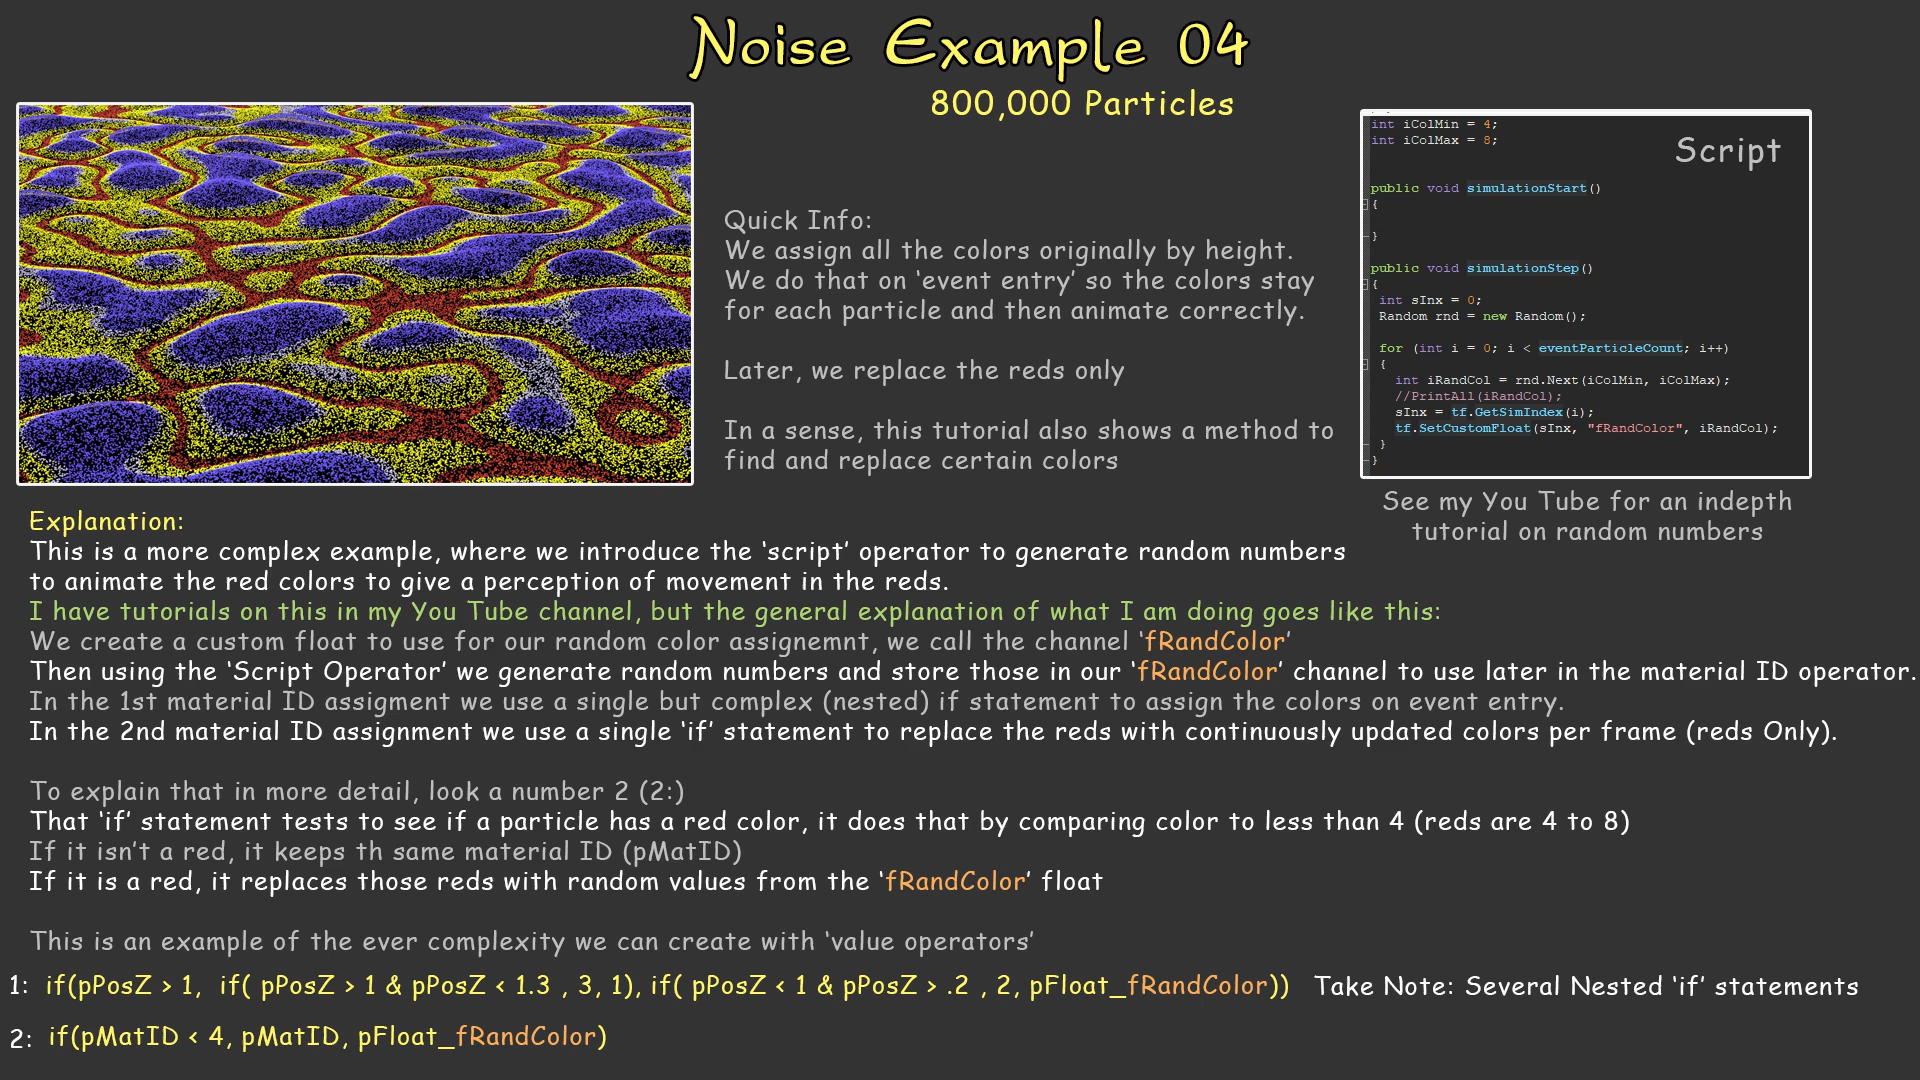 Noise Example 04
800,000 Particles
Quick Info:
We assign all the colors originally by height.
We do that on ‘event entry’ so the colors stay
for each particle and then animate correctly.
Later, we replace the reds only
In a sense, this tutorial also shows a method to
find and replace certain colors
Script
int iColMin = 4;
int iColMax = 8;
public void simulationStart()
{
}
public void simulationStep()
{
int sInx = 0;
Random rnd = new Random();
for (int i = 0; i < eventParticleCount; i++)
{
int iRandCol = rnd.Next(iColMin, iColMax);
//PrintAll(iRandCol);
sInx = tf.GetSimIndex(i);
tf.SetCustomFloat(sInx, "fRandColor", iRandCol);
}
}
See my You Tube for an indepth
tutorial on random numbers
Explanation:
This is a more complex example, where we introduce the ‘script’ operator to generate random numbers
to animate the red colors to give a perception of movement in the reds.
I have tutorials on this in my You Tube channel, but the general explanation of what I am doing goes like this:
We create a custom float to use for our random color assignemnt, we call the channel ‘fRandColor’
Then using the ‘Script Operator’ we generate random numbers and store those in our ‘fRandColor’ channel to use later in the material ID operator.
In the 1st material ID assigment we use a single but complex (nested) if statement to assign the colors on event entry.
In the 2nd material ID assignment we use a single ‘if’ statement to replace the reds with continuously updated colors per frame (reds Only).
To explain that in more detail, look a number 2 (2:)
That ‘if’ statement tests to see if a particle has a red color, it does that by comparing color to less than 4 (reds are 4 to 8)
If it isn’t a red, it keeps th same material ID (pMatID)
If it is a red, it replaces those reds with random values from the ‘fRandColor’ float
This is an example of the ever complexity we can create with ‘value operators’
1: if(pPosZ > 1, if( pPosZ > 1 & pPosZ < 1.3 , 3, 1), if( pPosZ < 1 & pPosZ > .2 , 2, pFloat_fRandColor)) Take Note: Several Nested ‘if’ statements
2: if(pMatID < 4, pMatID, pFloat_fRandColor)